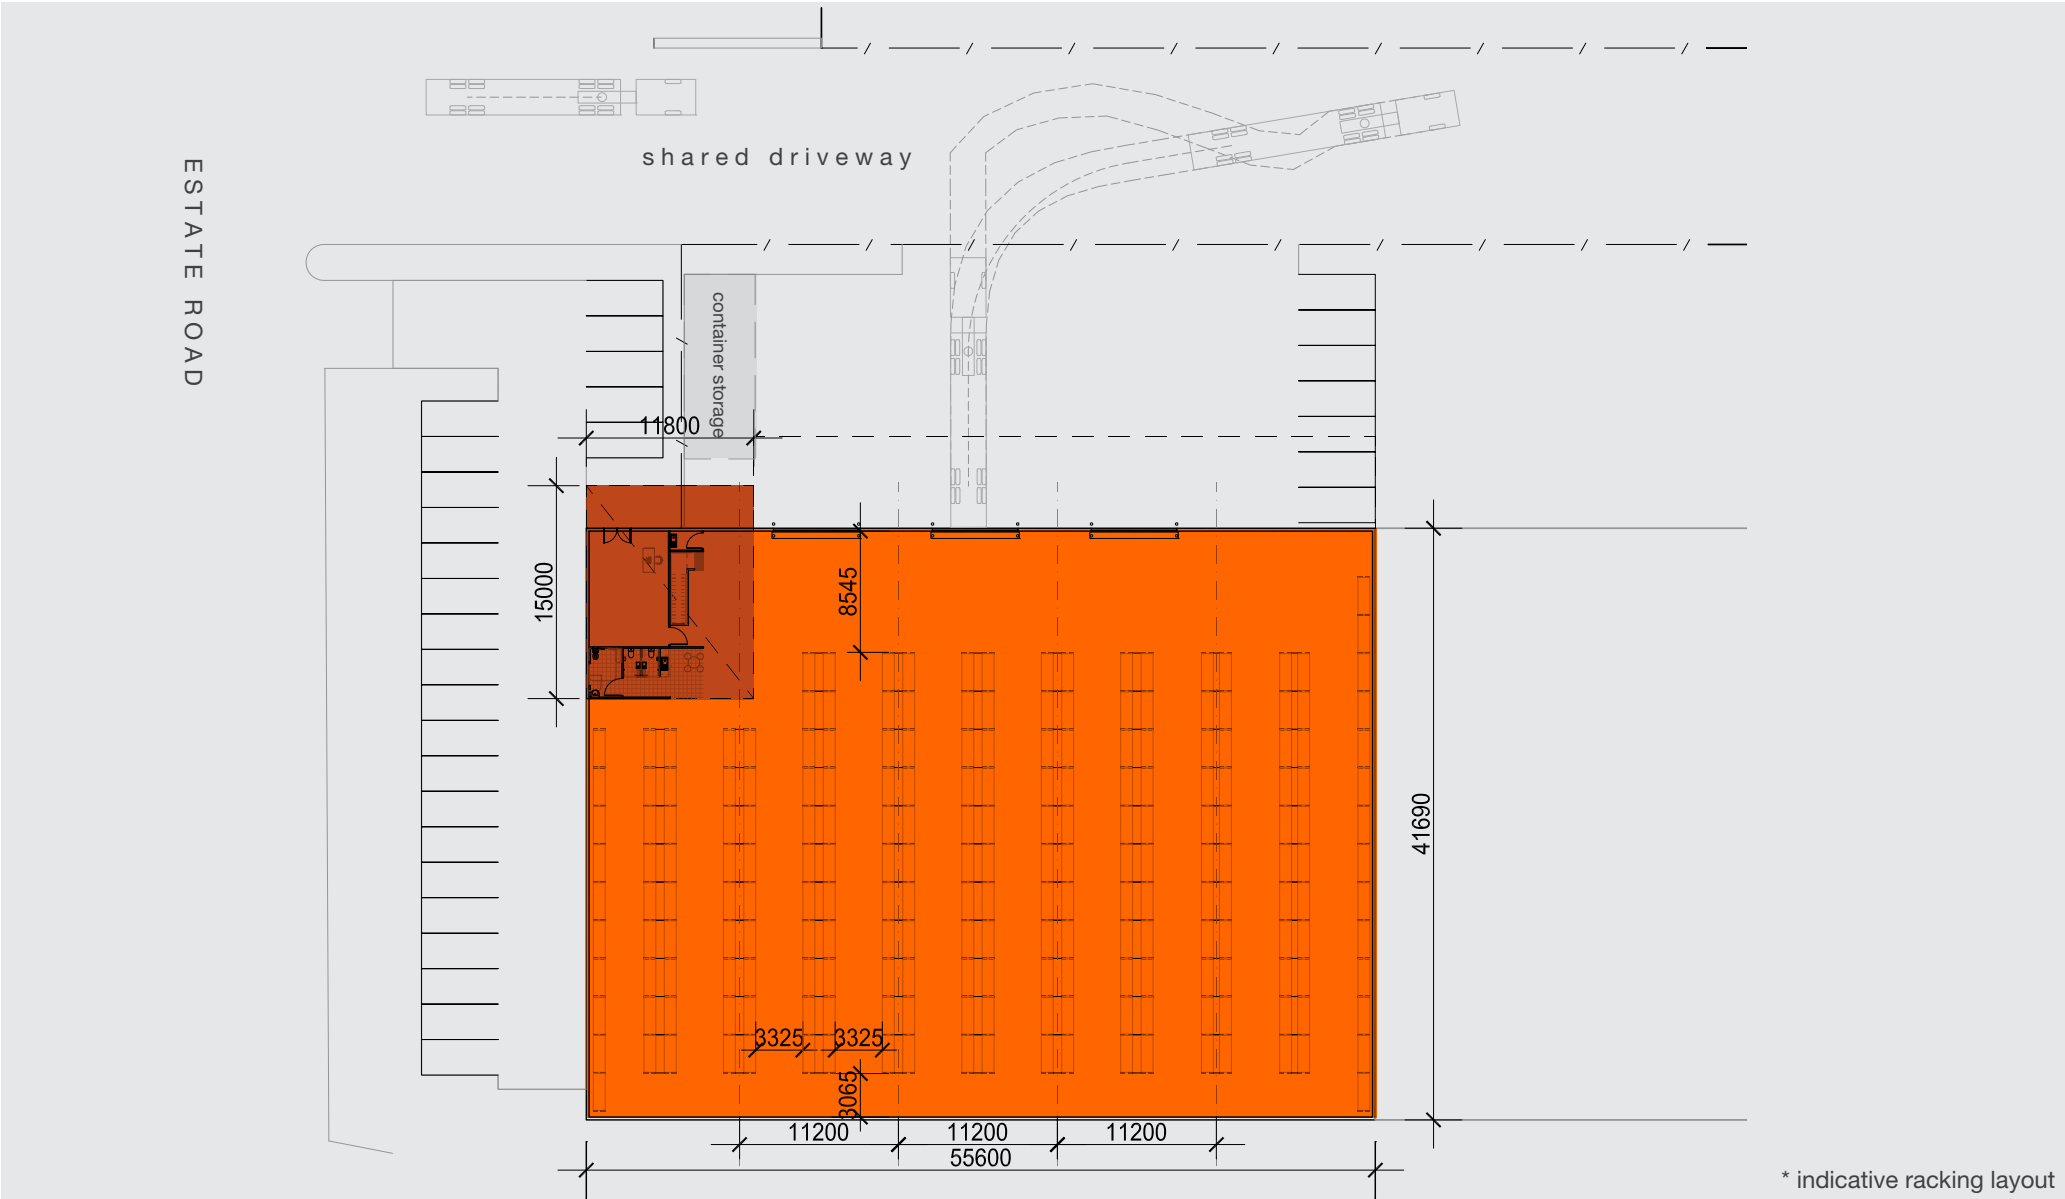 shared driveway
ESTATE ROAD
container storage
11800
15000
8545
41690
3325
3325
3065
11200
11200
11200
55600
* indicative racking layout